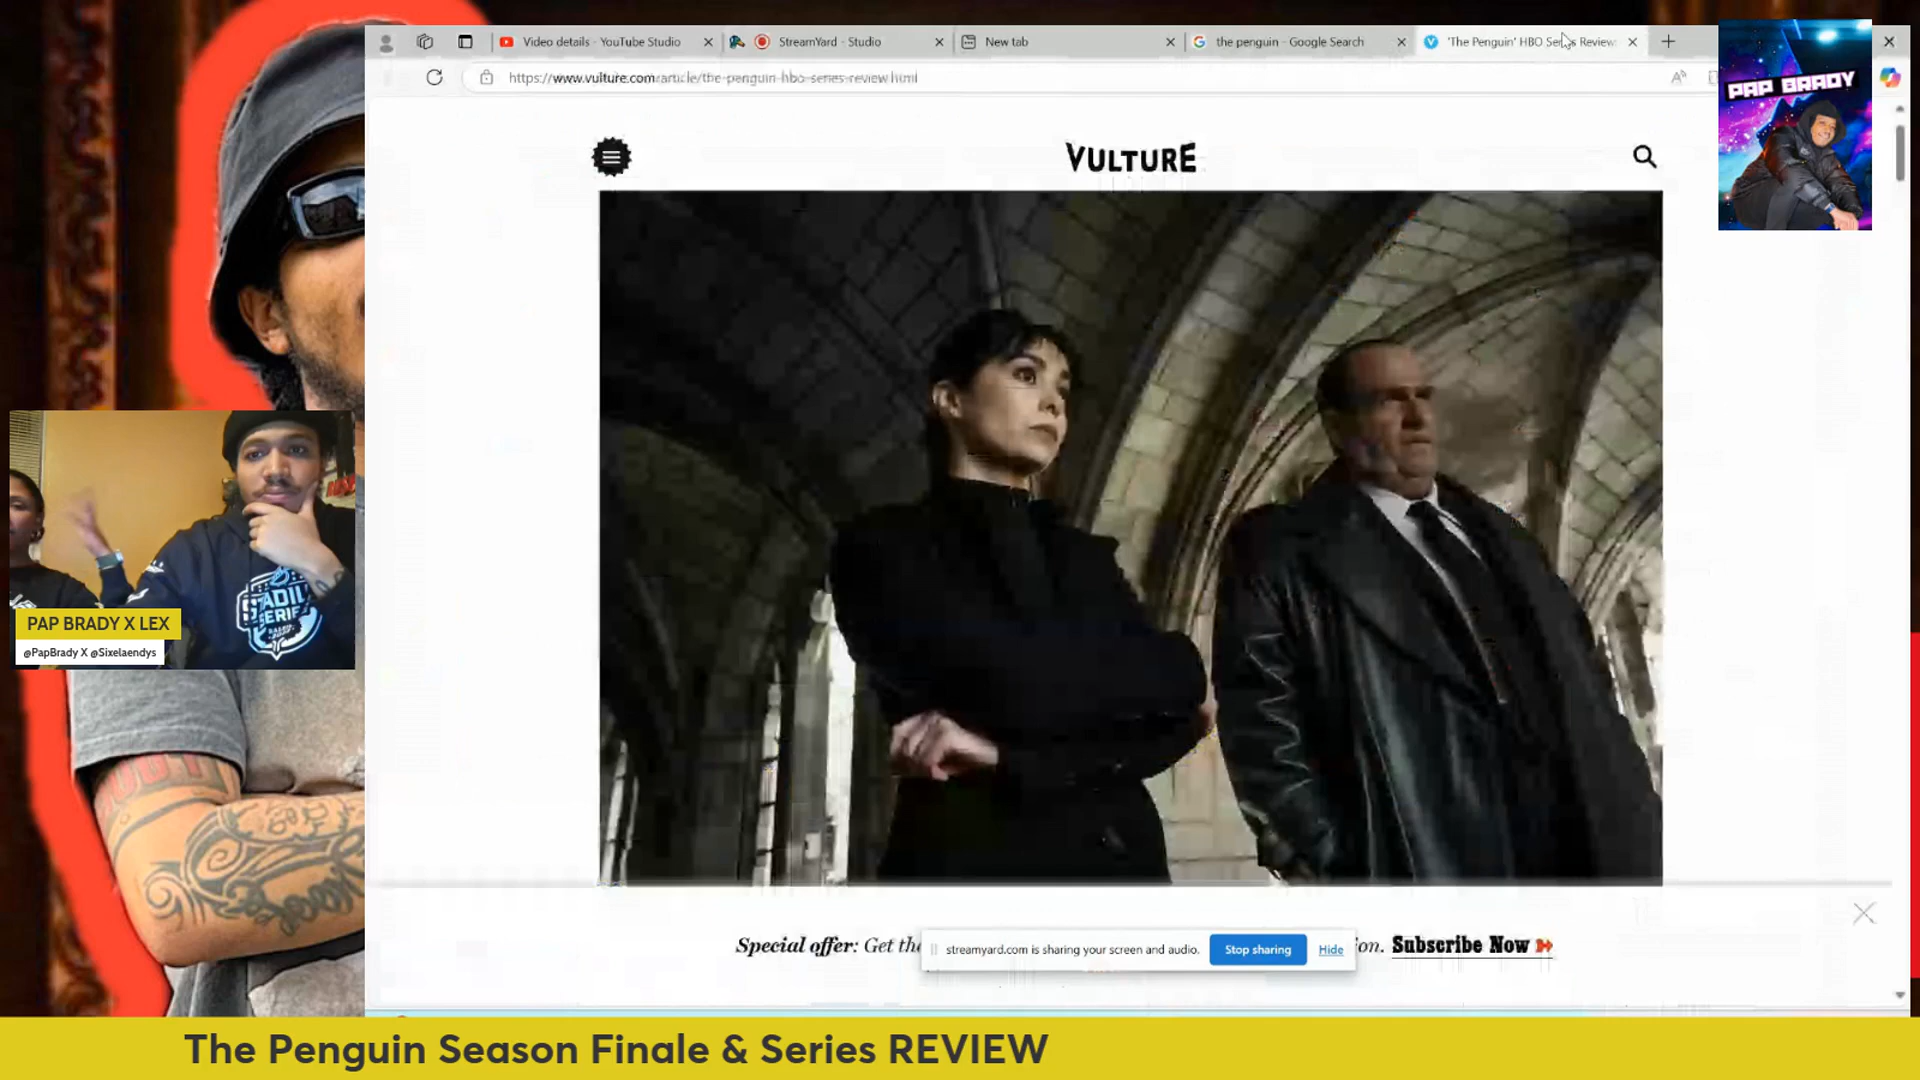 Video details - YouTube Studio
StreamYard - Studio
New tab
the penguin - Google Search
'The Penguin' HBO Series Review:
https://www.vulture.com/article/the-penguin-hbo-series-review.html
PAP BRADY
VULTURE
STADIUM
SERIES
PAP BRADY X LEX
@PapBrady X @Sixelaendys
Special offer: Get the
streamyard.com is sharing your screen and audio.
Stop sharing
Hide
ion. Subscribe Now
The Penguin Season Finale & Series REVIEW